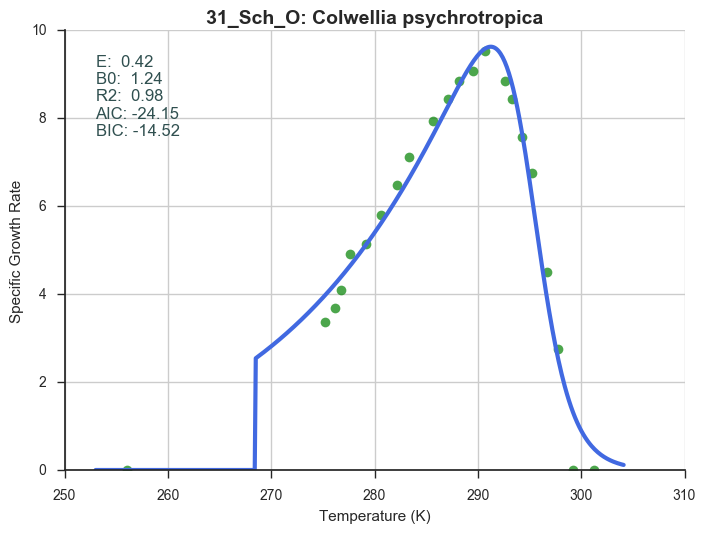 31_Sch_O: Colwellia psychrotropica
E:  0.42
B0:  1.24
R2:  0.98
AIC: -24.15
BIC: -14.52
Specific Growth Rate
10
8
6
4
2
0
250 260 270 280 290 300 310
Temperature (K)